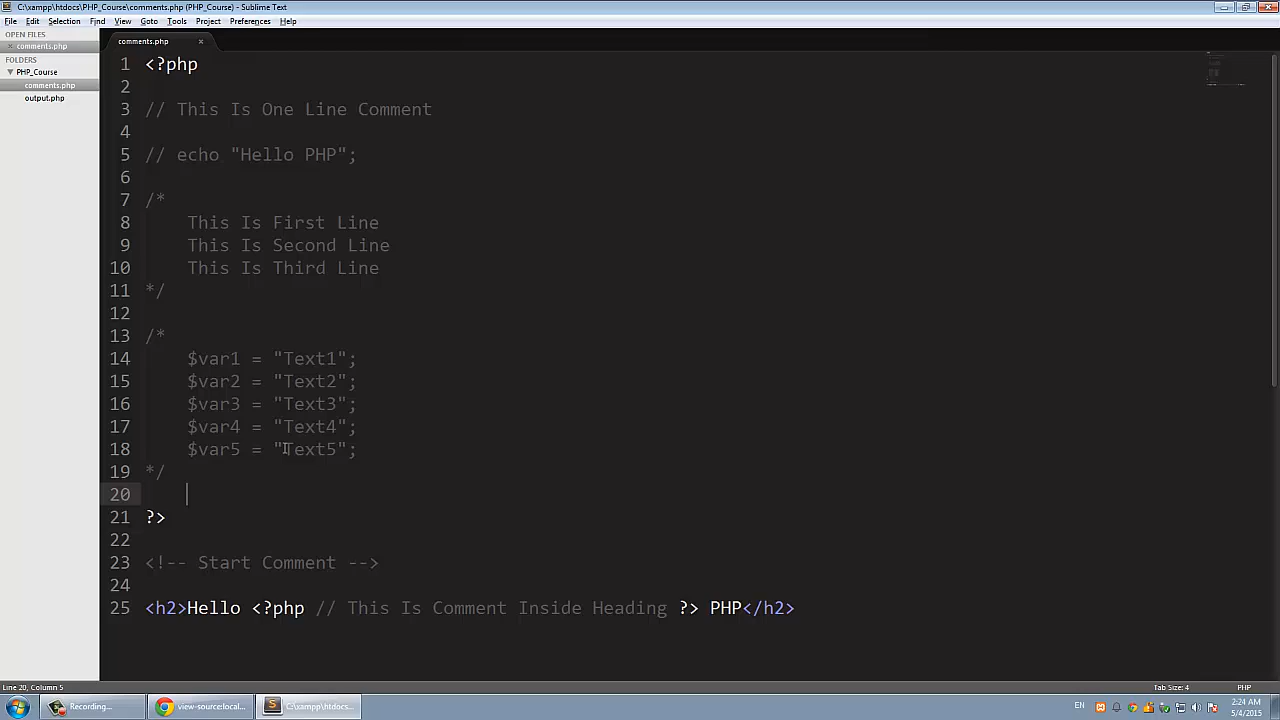 C:\xampp\htdocs\PHP_Course\comments.php (PHP_Course) - Sublime Text
File Edit Selection Find View Goto Tools Project Preferences Help
OPEN FILES
comments.php
FOLDERS
PHP_Course
comments.php
output.php
comments.php
1 <?php
2
3 // This Is One Line Comment
4
5 // echo "Hello PHP";
6
7 /*
8 This Is First Line
9 This Is Second Line
10 This Is Third Line
11 */
12
13 /*
14 $var1 = "Text1";
15 $var2 = "Text2";
16 $var3 = "Text3";
17 $var4 = "Text4";
18 $var5 = "Text5";
19 */
20
21 ?>
22
23 <!-- Start Comment -->
24
25 <h2>Hello <?php // This Is Comment Inside Heading ?> PHP</h2>
Line 20, Column 5
Tab Size: 4
PHP
Recording...
view-source:local...
C:\xampp\htdocs...
EN
2:24 AM
5/4/2015